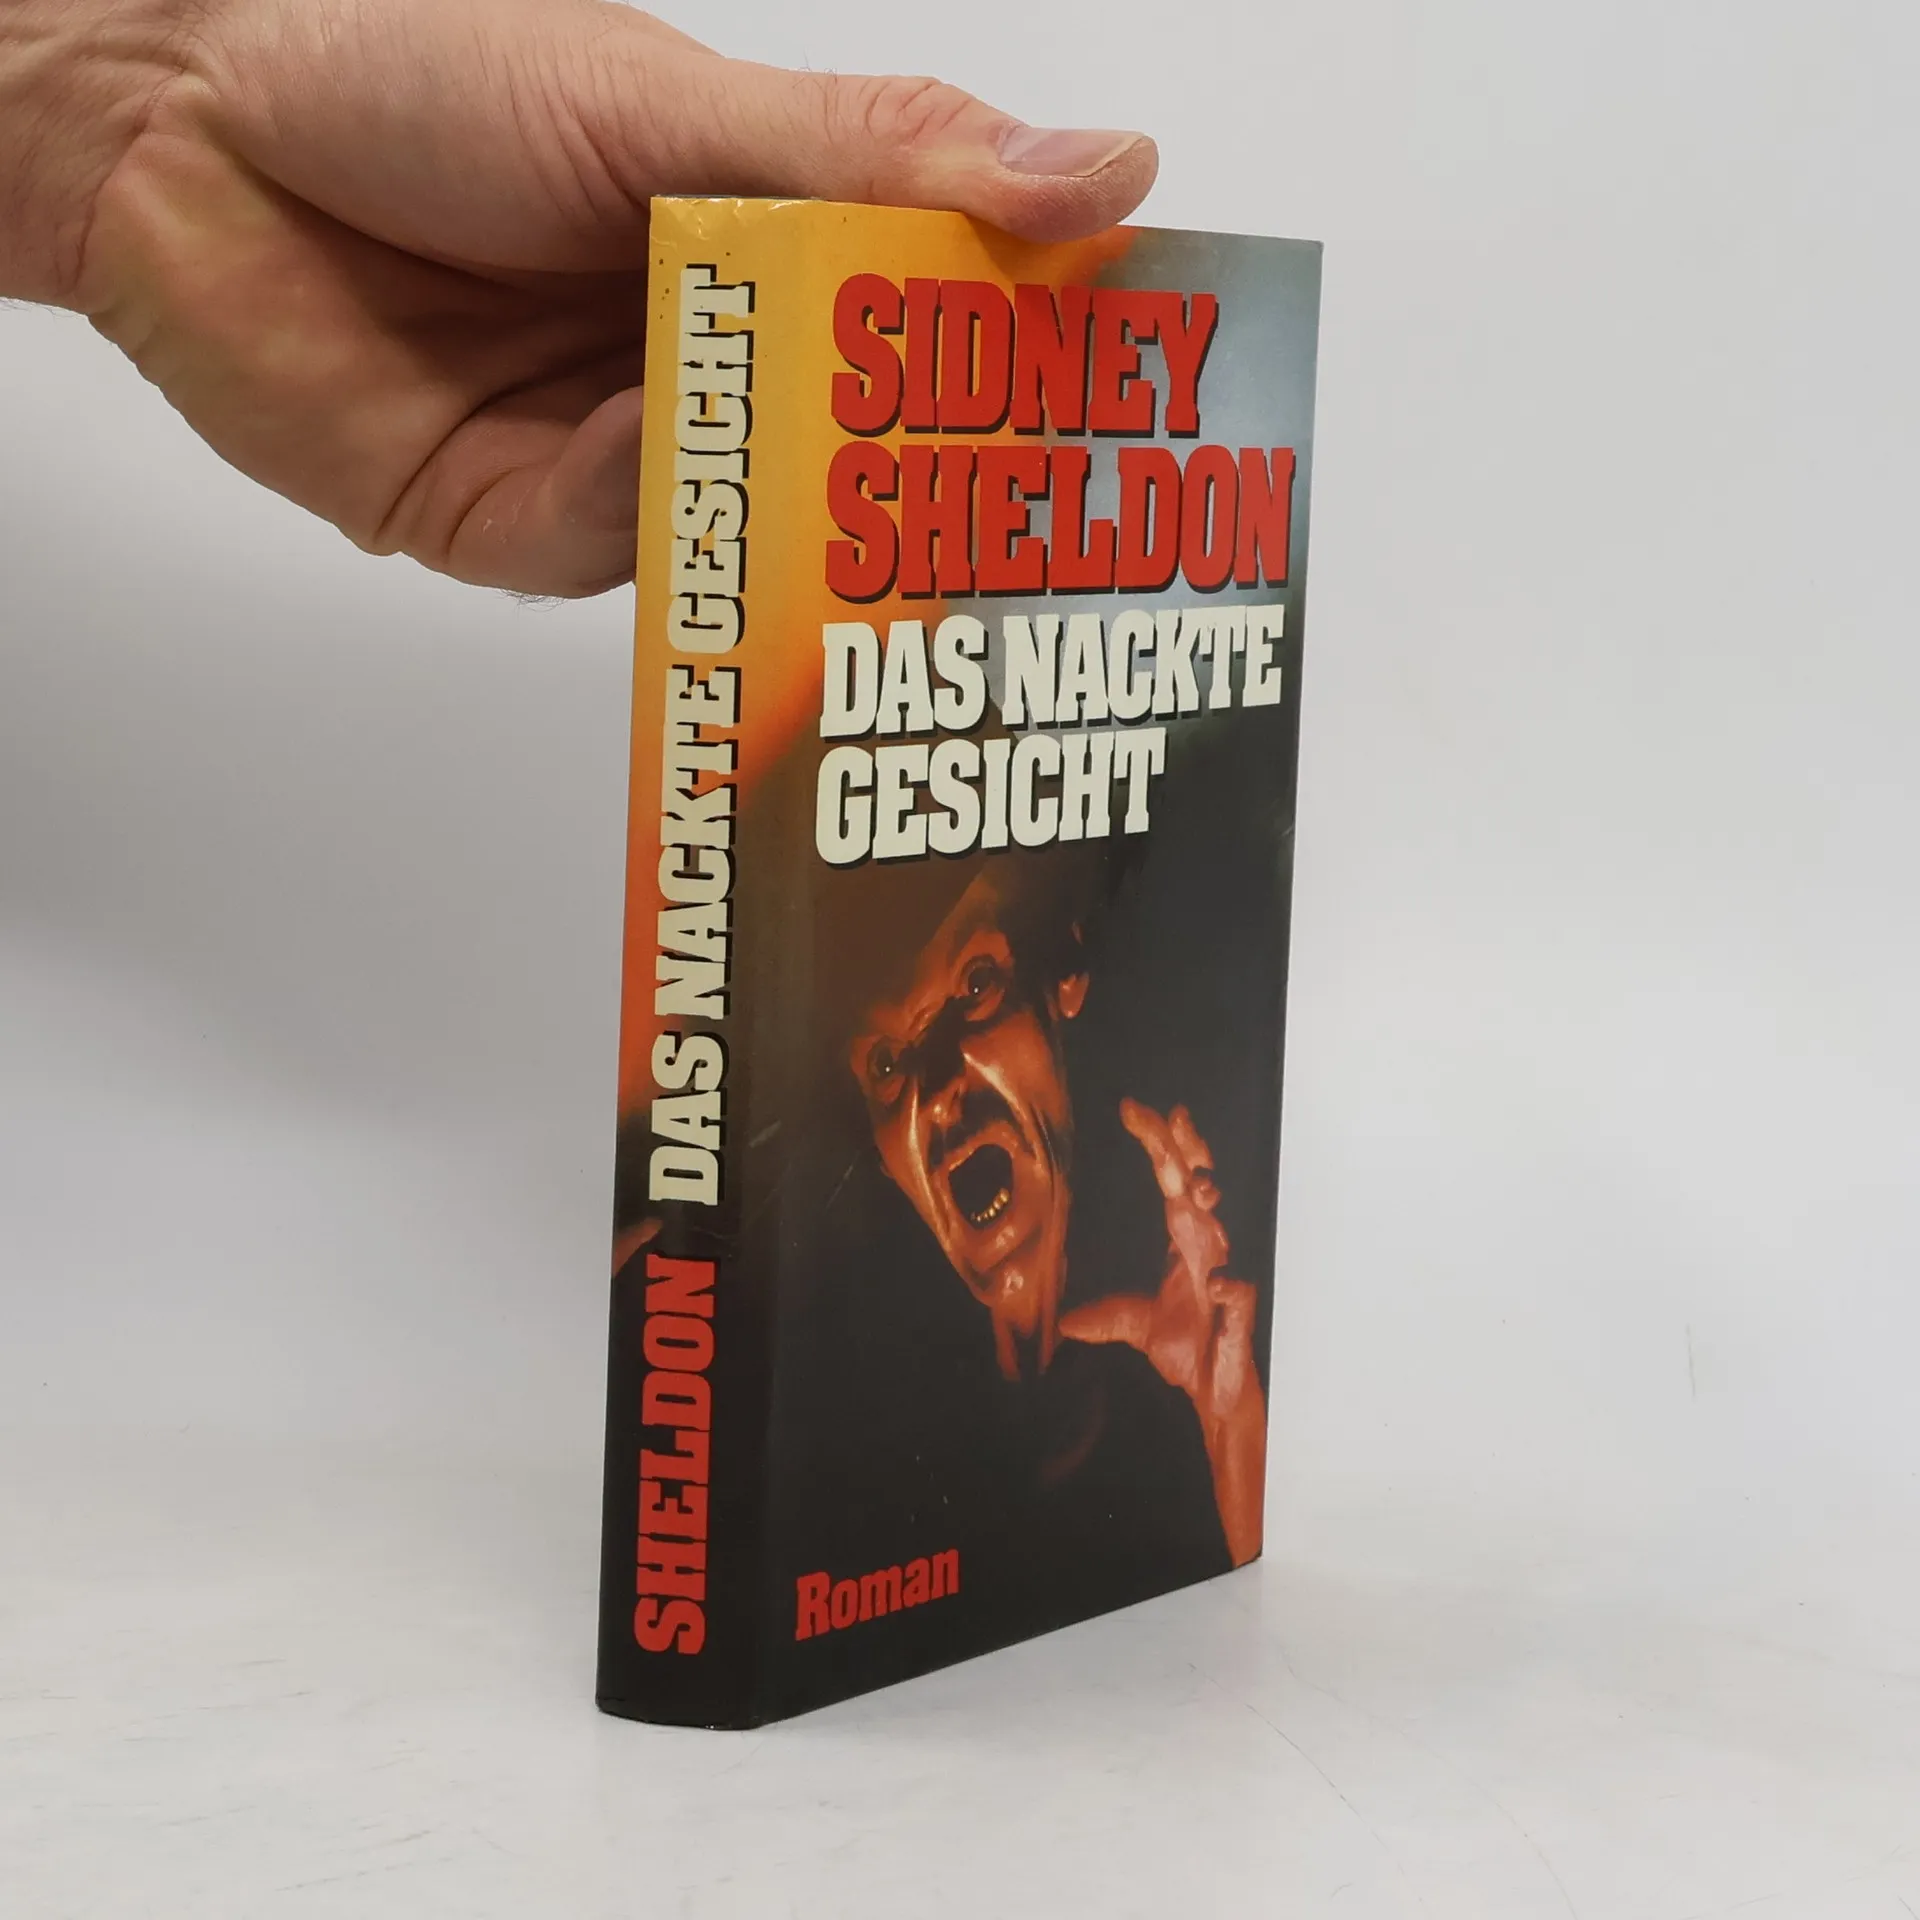 DAS NACKTE GESICHT
SHELDON
SIDNEY
SHELDON
DAS NACKTE
GESICHT
Roman